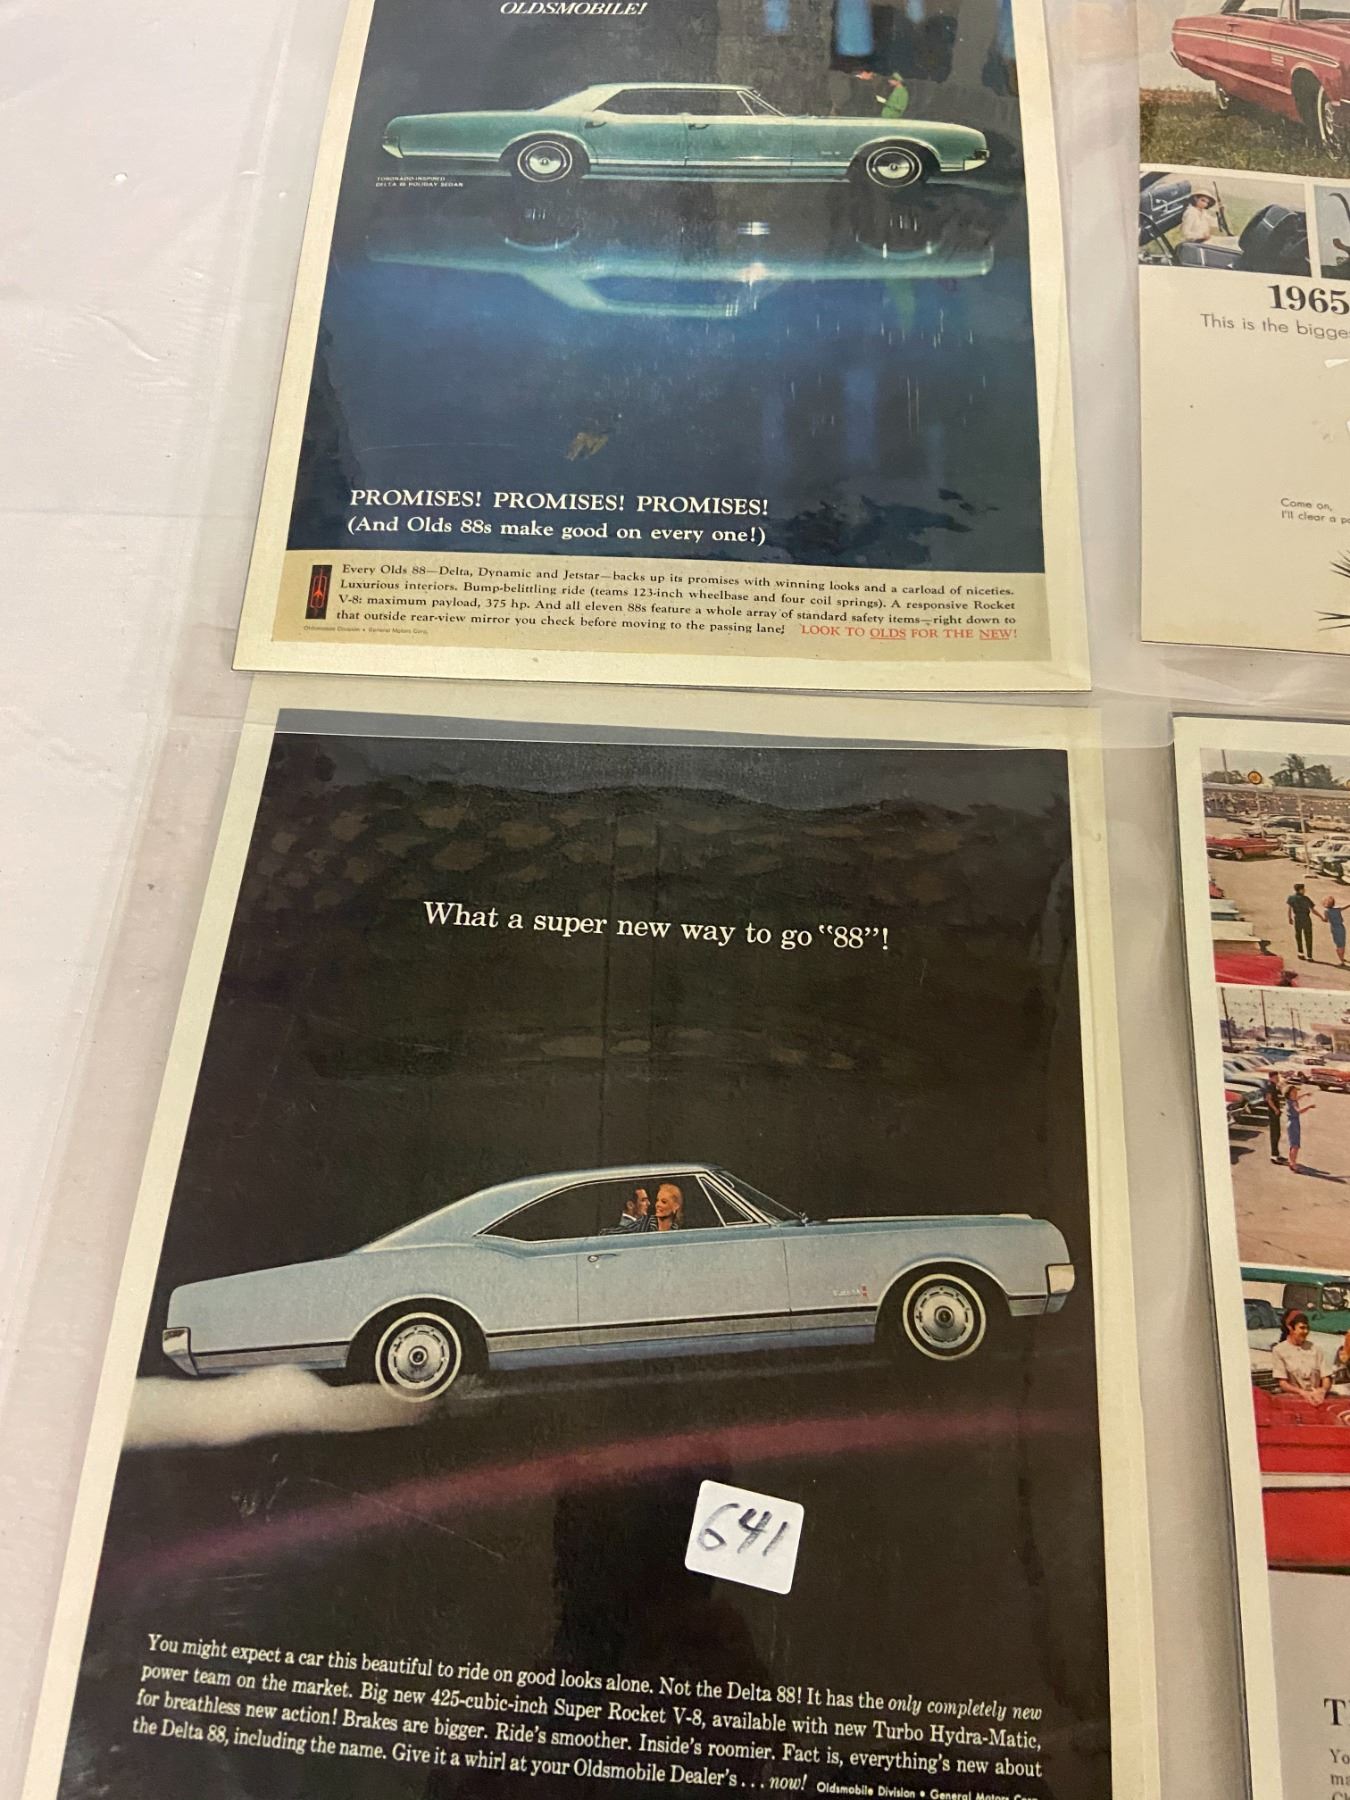 OLDSMOBILE!
TORONADO-INSPIRED
DELTA 88 HOLIDAY SEDAN
PROMISES! PROMISES! PROMISES!
(And Olds 88s make good on every one!)
Every Olds 88—Delta, Dynamic and Jetstar—backs up its promises with winning looks and a carload of niceties.
Luxurious interiors. Bump-belittling ride (teams 123-inch wheelbase and four coil springs). A responsive Rocket
V-8: maximum payload, 375 hp. And all eleven 88s feature a whole array of standard safety items—right down to
that outside rear-view mirror you check before moving to the passing lane! LOOK TO OLDS FOR THE NEW!
Oldsmobile Division • General Motors Corp.
1965
This is the bigge
Come on,
I'll clear a
What a super new way to go "88"!
641
You might expect a car this beautiful to ride on good looks alone. Not the Delta 88! It has the only completely new
power team on the market. Big new 425-cubic-inch Super Rocket V-8, available with new Turbo Hydra-Matic,
for breathless new action! Brakes are bigger. Ride's smoother. Inside's roomier. Fact is, everything's new about
the Delta 88, including the name. Give it a whirl at your Oldsmobile Dealer's . . . now! Oldsmobile Division • General Motors Corp.
T
Yo
ma